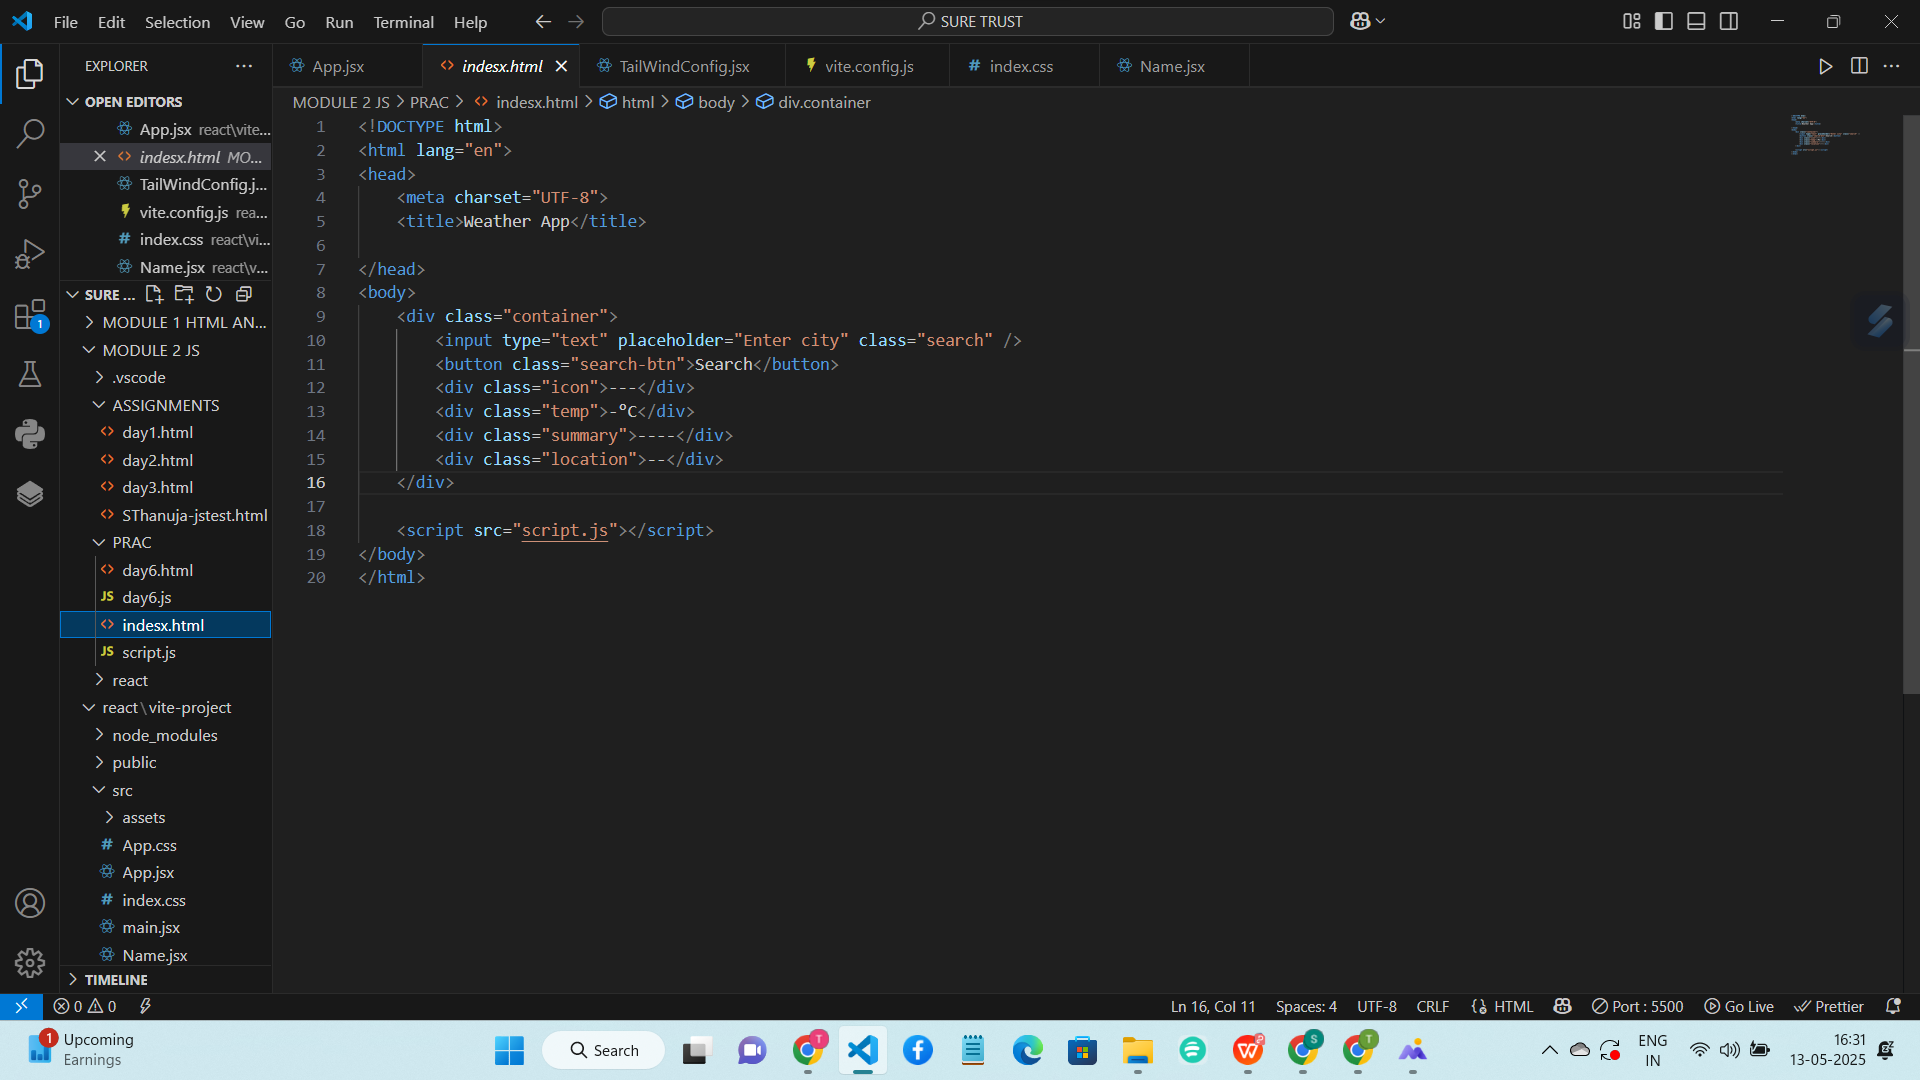 File Edit Selection View Go Run Terminal Help
SURE TRUST
EXPLORER
App.jsx
indesx.html
TailWindConfig.jsx
vite.config.js
index.css
Name.jsx
OPEN EDITORS
App.jsx react\vite...
indesx.html MO...
TailWindConfig.j...
vite.config.js rea...
index.css react\vi...
Name.jsx react\v...
SURE ...
MODULE 1 HTML AN...
MODULE 2 JS
.vscode
ASSIGNMENTS
day1.html
day2.html
day3.html
SThanuja-jstest.html
PRAC
day6.html
JS day6.js
indesx.html
JS script.js
react
react\vite-project
node_modules
public
src
assets
# App.css
App.jsx
# index.css
main.jsx
Name.jsx
TIMELINE
1
MODULE 2 JS > PRAC > indesx.html > html > body > div.container
1 <!DOCTYPE html>
2 <html lang="en">
3 <head>
4 <meta charset="UTF-8">
5 <title>Weather App</title>
6
7 </head>
8 <body>
9 <div class="container">
10 <input type="text" placeholder="Enter city" class="search" />
11 <button class="search-btn">Search</button>
12 <div class="icon">---</div>
13 <div class="temp">-°C</div>
14 <div class="summary">----</div>
15 <div class="location">--</div>
16 </div>
17
18 <script src="script.js"></script>
19 </body>
20 </html>
0 0
Ln 16, Col 11 Spaces: 4 UTF-8 CRLF {} HTML Port : 5500 Go Live Prettier
1
Upcoming
Earnings
Search
T
S
T
ENG
IN
16:31
13-05-2025